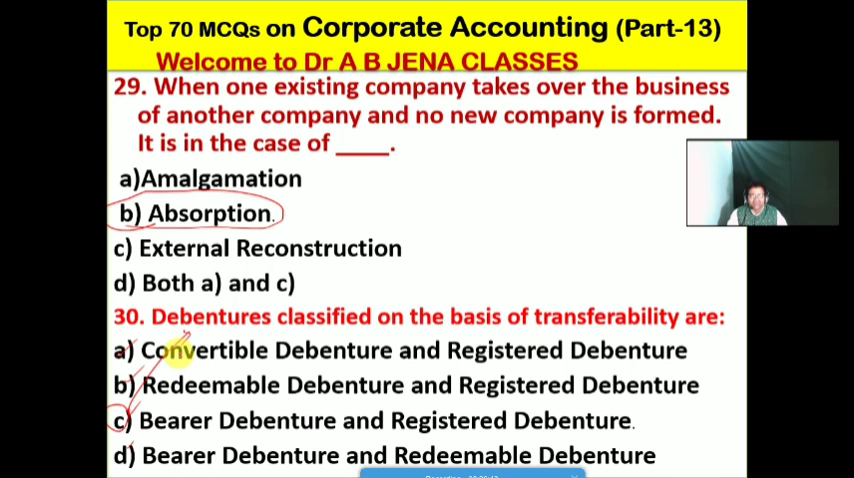 Top 70 MCQs on Corporate Accounting (Part-13)
Welcome to Dr A B JENA CLASSES
29. When one existing company takes over the business
of another company and no new company is formed.
It is in the case of ____.
a)Amalgamation
b) Absorption.
c) External Reconstruction
d) Both a) and c)
30. Debentures classified on the basis of transferability are:
a) Convertible Debenture and Registered Debenture
b) Redeemable Debenture and Registered Debenture
c) Bearer Debenture and Registered Debenture.
d) Bearer Debenture and Redeemable Debenture